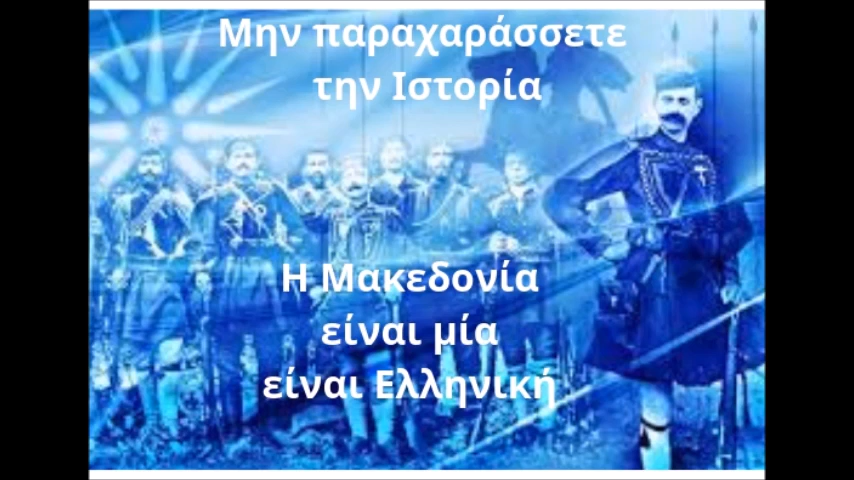 Μην παραχαράσσετε
την Ιστορία
Η Μακεδονία
είναι μία
είναι Ελληνική